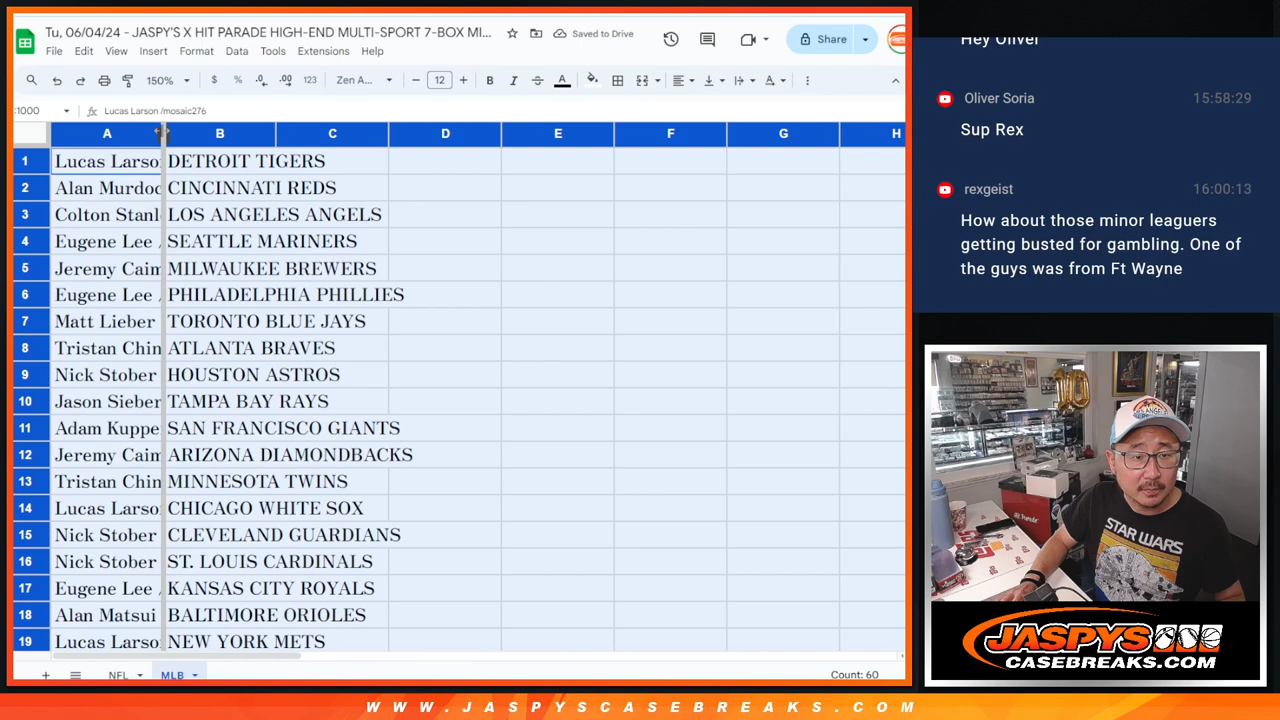 Tu, 06/04/24 - JASPY'S X HIT PARADE HIGH-END MULTI-SPORT 7-BOX MI...
Saved to Drive
Share
File Edit View Insert Format Data Tools Extensions Help
150% $ % .0 .00 123 Zen A... 12 B I A
:1000 fx Lucas Larson /mosaic276
A B C D E F G H
1 Lucas Larso DETROIT TIGERS
2 Alan Murdoc CINCINNATI REDS
3 Colton Stanl LOS ANGELES ANGELS
4 Eugene Lee / SEATTLE MARINERS
5 Jeremy Caim MILWAUKEE BREWERS
6 Eugene Lee / PHILADELPHIA PHILLIES
7 Matt Lieber TORONTO BLUE JAYS
8 Tristan Chin ATLANTA BRAVES
9 Nick Stober HOUSTON ASTROS
10 Jason Sieber TAMPA BAY RAYS
11 Adam Kuppe SAN FRANCISCO GIANTS
12 Jeremy Caim ARIZONA DIAMONDBACKS
13 Tristan Chin MINNESOTA TWINS
14 Lucas Larso CHICAGO WHITE SOX
15 Nick Stober CLEVELAND GUARDIANS
16 Nick Stober ST. LOUIS CARDINALS
17 Eugene Lee / KANSAS CITY ROYALS
18 Alan Matsui BALTIMORE ORIOLES
19 Lucas Larso NEW YORK METS
NFL MLB Count: 60
Hey Oliver
Oliver Soria 15:58:29
Sup Rex
rexgeist 16:00:13
How about those minor leaguers
getting busted for gambling. One of
the guys was from Ft Wayne
10
LOS ANGELES
Hit Parade
STAR WARS
JASPYS
CASEBREAKS.COM
WWW.JASPYSCASEBREAKS.COM